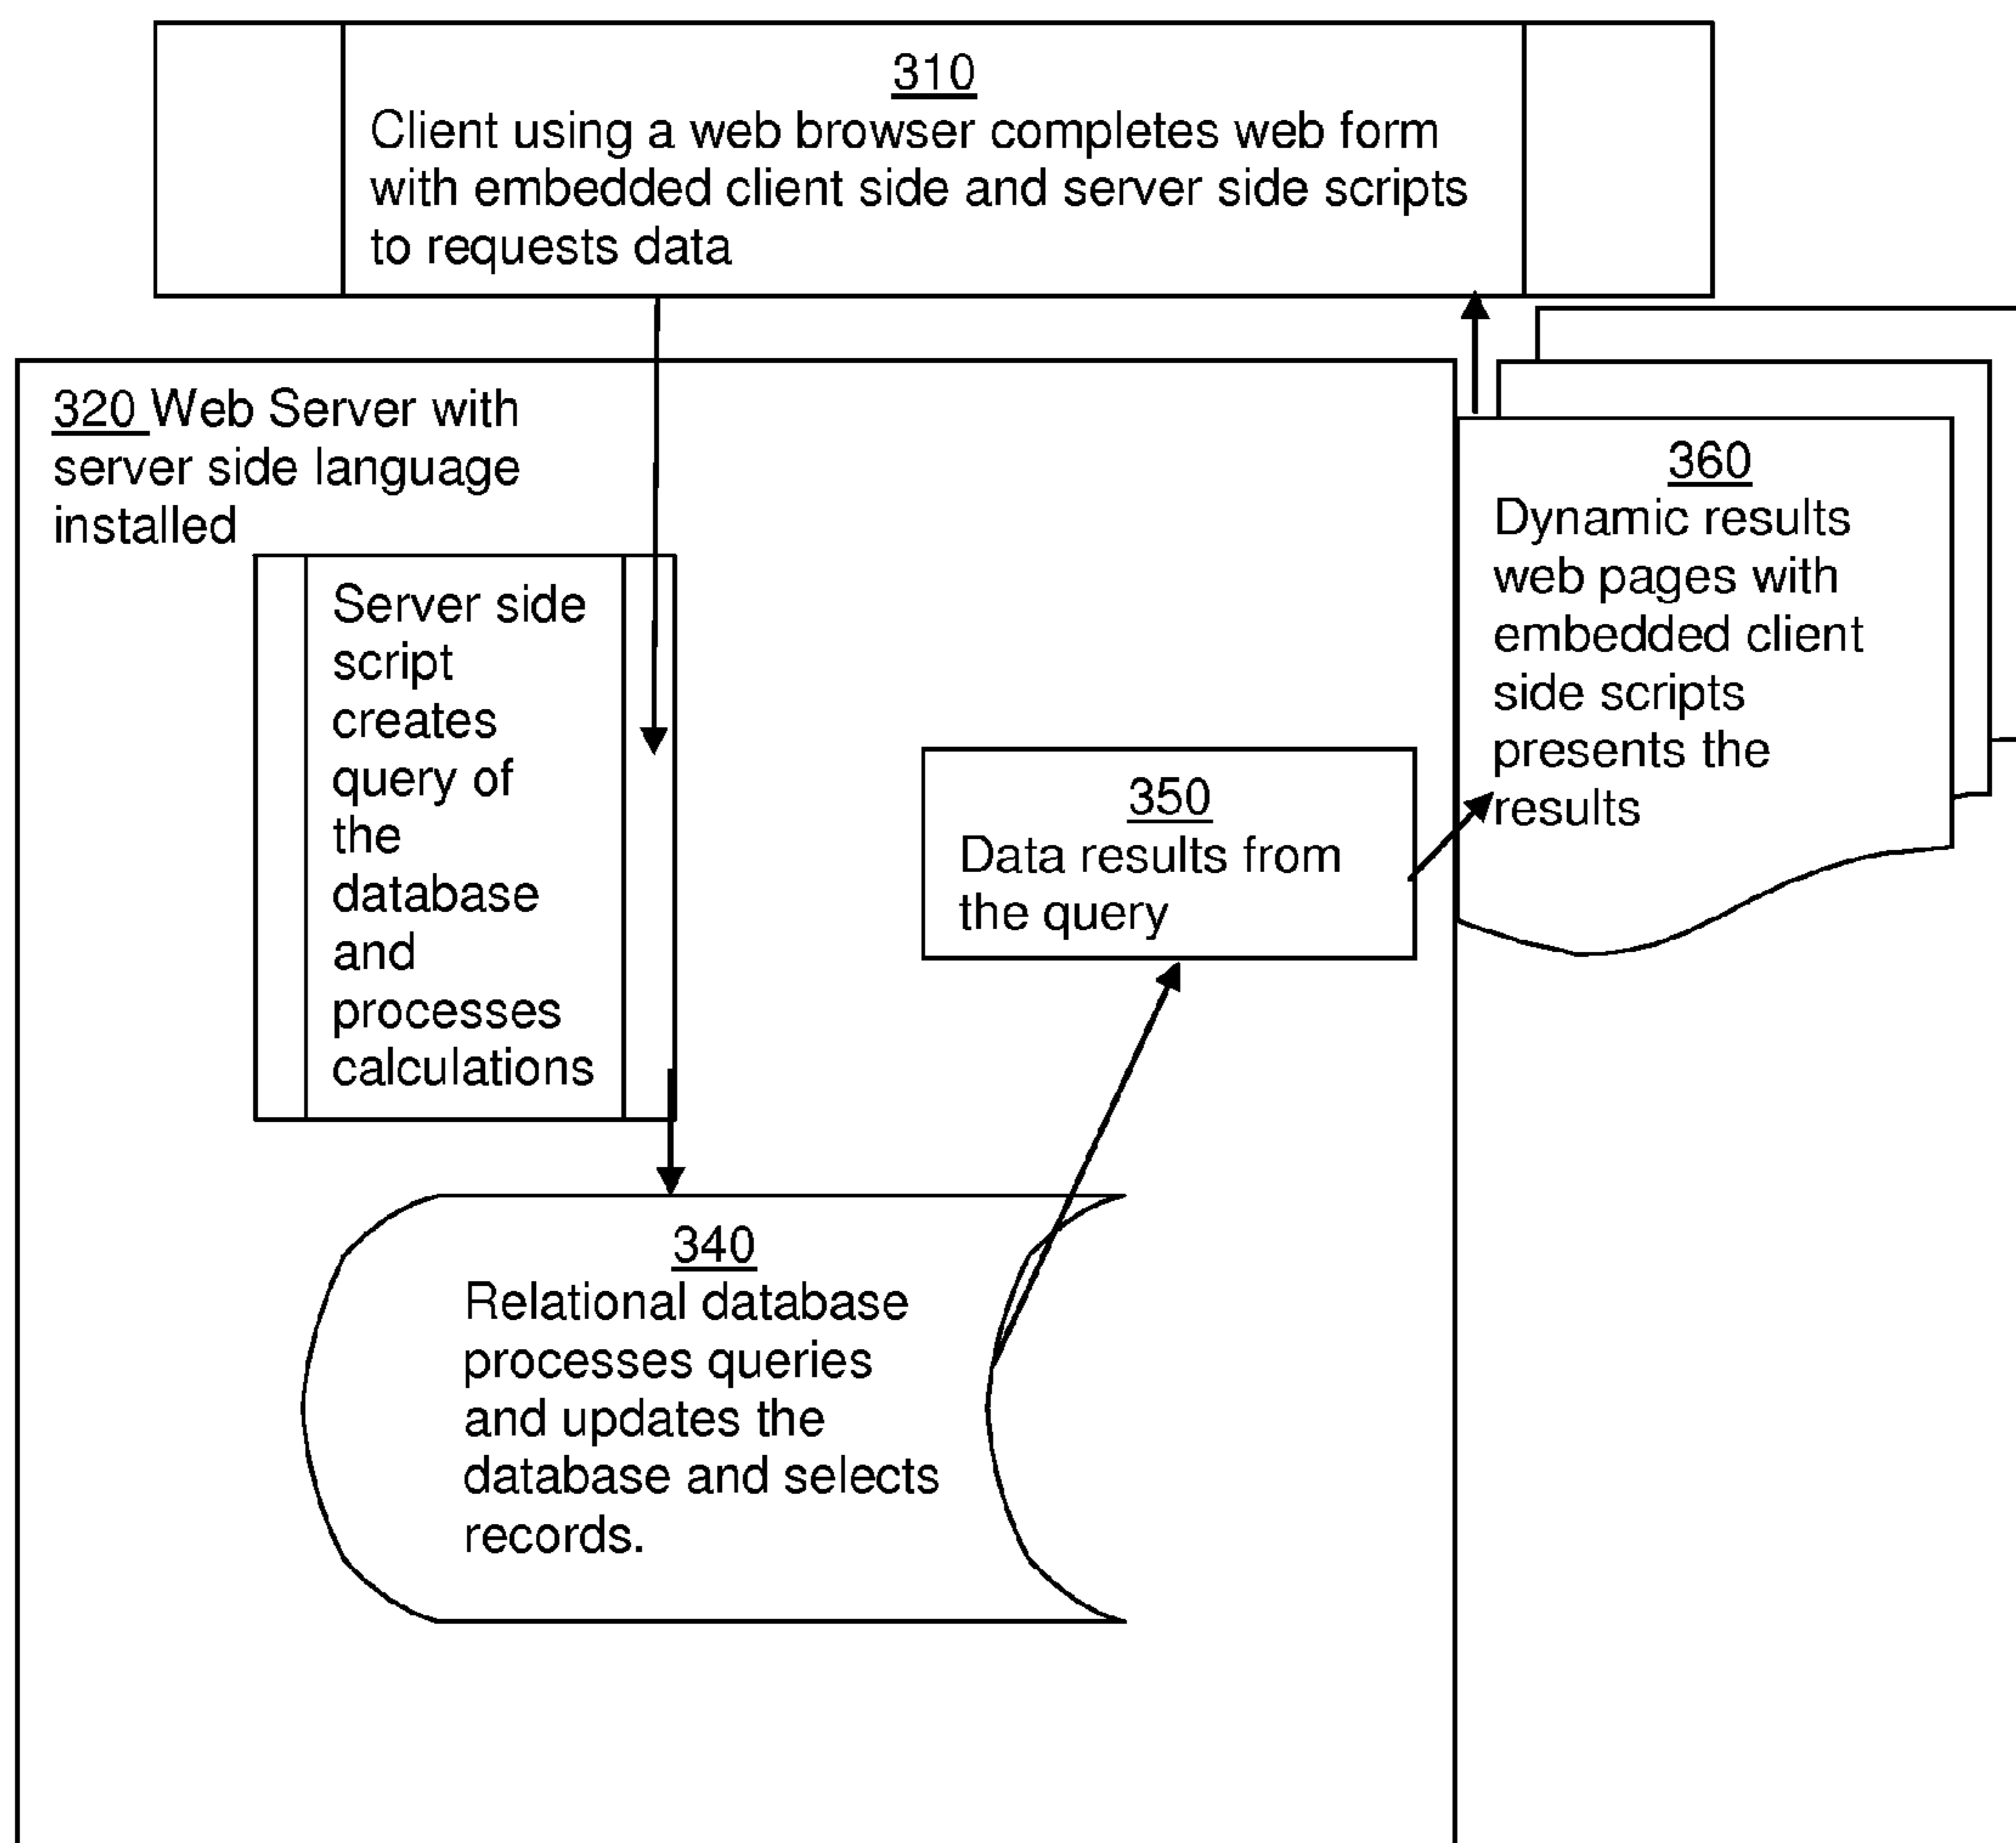 310
Client using a web browser completes web form
with embedded client side and server side scripts
to requests data
320 Web Server with
server side language
installed
Server side
script
creates
query of
the
database
and
processes
calculations
340
Relational database
processes queries
and updates the
database and selects
records.
350
Data results from
the query
360
Dynamic results
web pages with
embedded client
side scripts
presents the
results